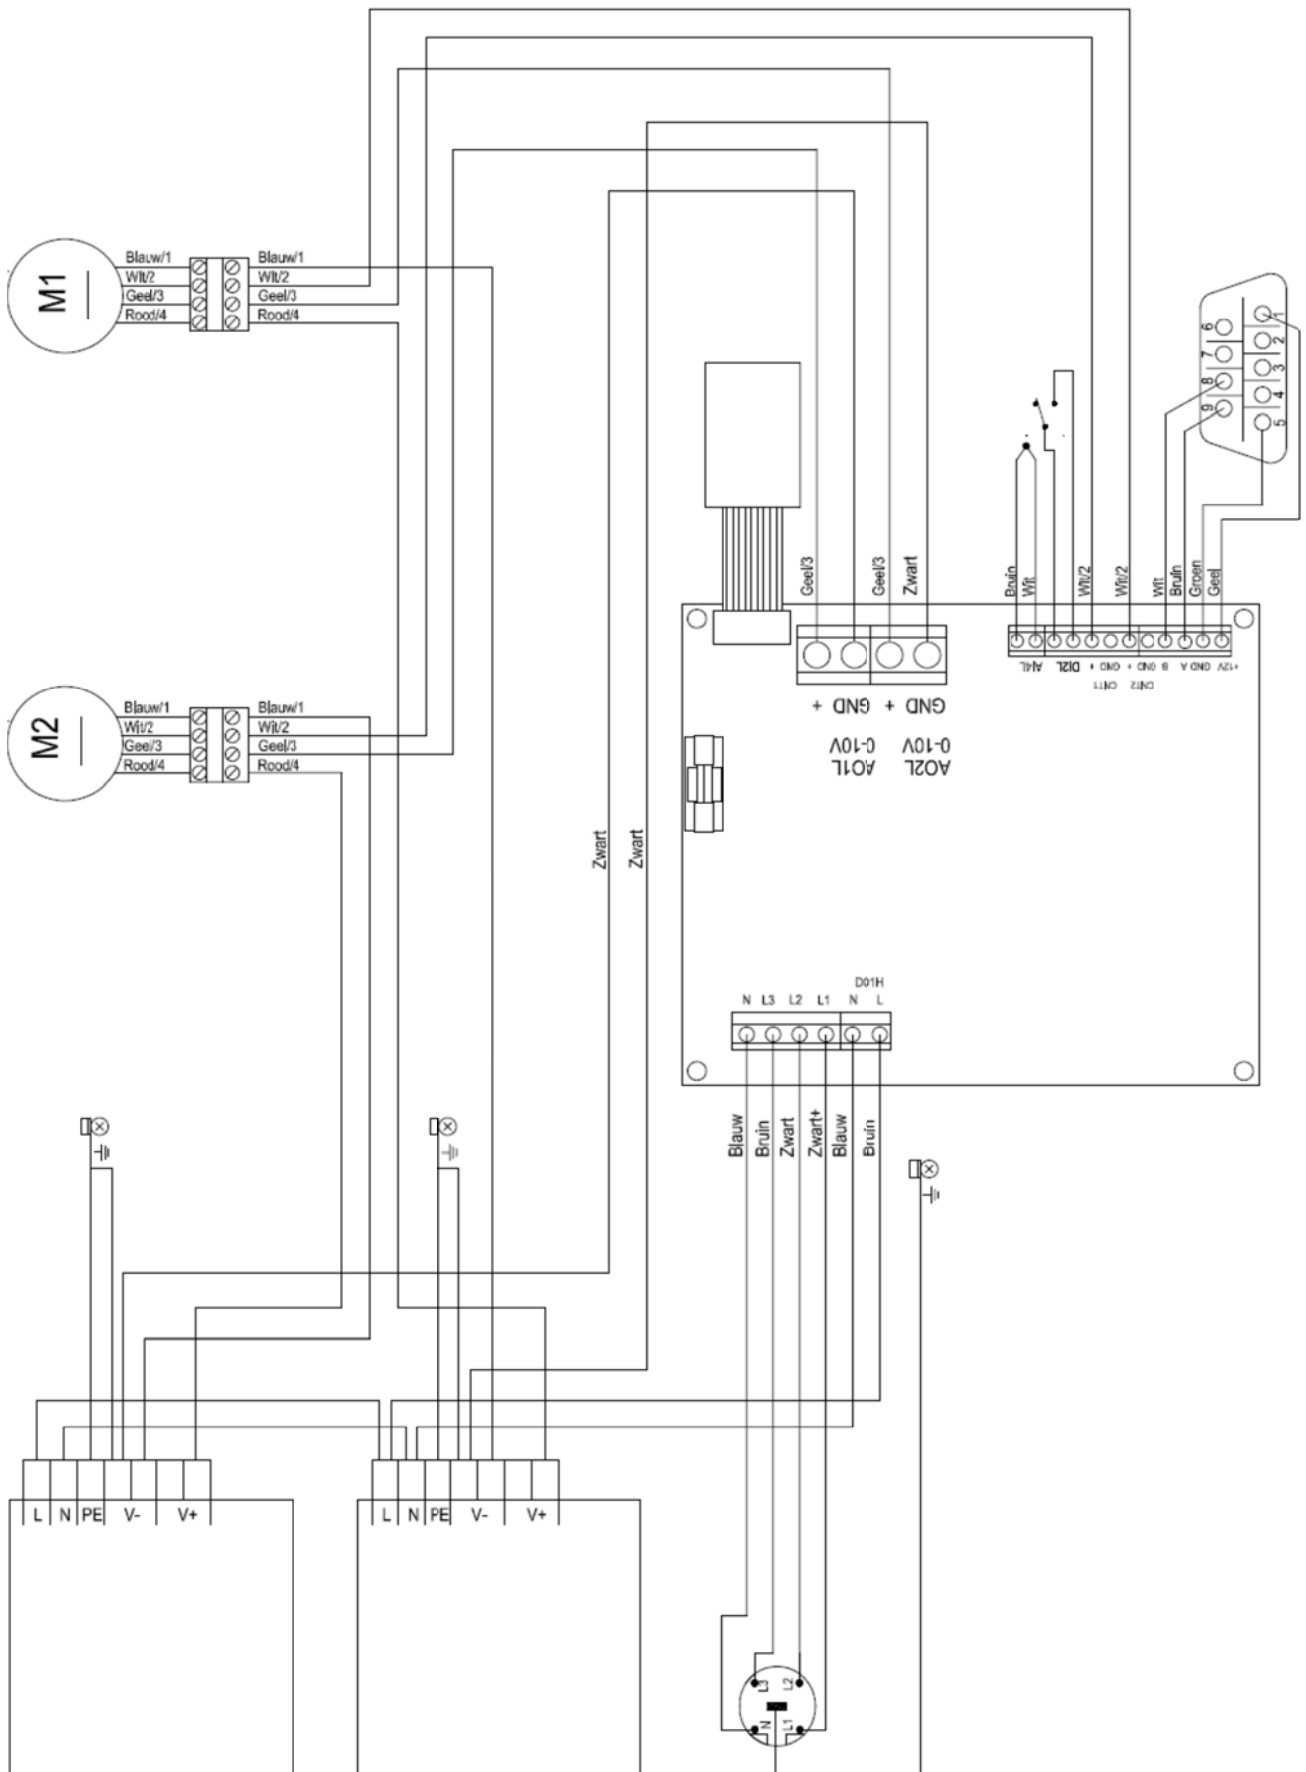 M1
Blauw/1
Wit/2
Geel/3
Rood/4
Blauw/1
Wit/2
Geel/3
Rood/4
6
7
8
9
1
2
3
4
5
Geel/3
Geel/3
Zwart
Bruin
Wit
Wit/2
Wit/2
Wit
Bruin
Groen
Geel
AI4L
DI2L
+ GND
CNT1
+ GND
CNT2
B
A
GND
+12V
M2
Blauw/1
Wit/2
Geel/3
Rood/4
Blauw/1
Wit/2
Geel/3
Rood/4
+ GND + GND
0-10V 0-10V
AO1L AO2L
Zwart
Zwart
D01H
N L3 L2 L1 N L
Blauw
Bruin
Zwart
Zwart+
Blauw
Bruin
L N PE V- V+
L N PE V- V+
L3
L2
N
L1